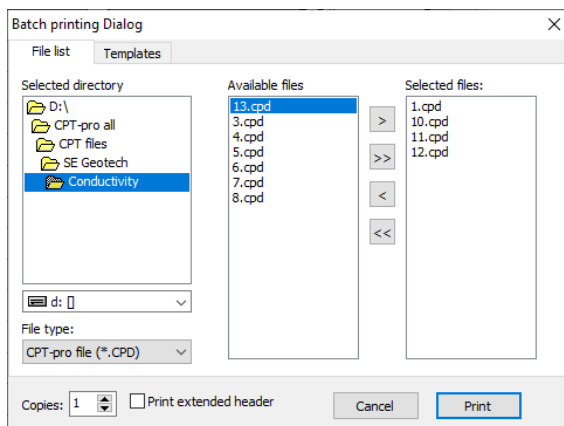 Batch printing Dialog
File list
Templates
Selected directory
D:\
CPT-pro all
CPT files
SE Geotech
Conductivity
d: []
File type:
CPT-pro file (*.CPD)
Available files
13.cpd
3.cpd
4.cpd
5.cpd
6.cpd
7.cpd
8.cpd
>
>>
<
<<
Selected files:
1.cpd
10.cpd
11.cpd
12.cpd
Copies: 1
Print extended header
Cancel
Print